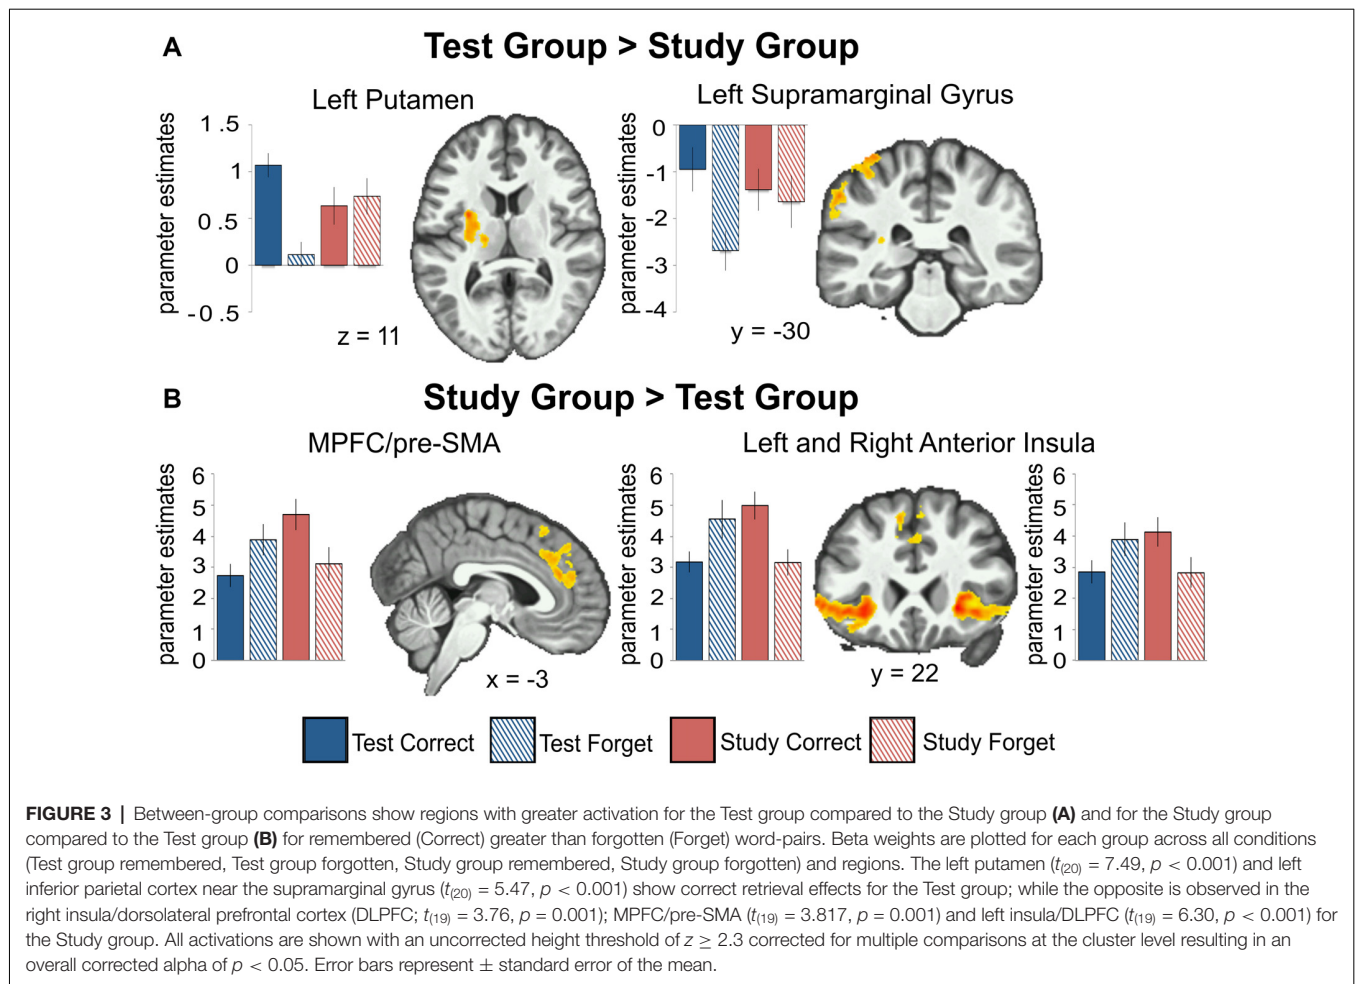 A
Test Group > Study Group
Left Putamen
parameter estimates
1 .5
1
0 .5
0
-0 .5
z = 11
Left Supramarginal Gyrus
parameter estimates
0
-1
-2
-3
-4
y = -30
B
Study Group > Test Group
MPFC/pre-SMA
parameter estimates
6
5
4
3
2
1
0
x = -3
Left and Right Anterior Insula
parameter estimates
6
5
4
3
2
1
0
y = 22
parameter estimates
6
5
4
3
2
1
0
Test Correct
Test Forget
Study Correct
Study Forget
FIGURE 3 | Between-group comparisons show regions with greater activation for the Test group compared to the Study group (A) and for the Study group
compared to the Test group (B) for remembered (Correct) greater than forgotten (Forget) word-pairs. Beta weights are plotted for each group across all conditions
(Test group remembered, Test group forgotten, Study group remembered, Study group forgotten) and regions. The left putamen (t(20) = 7.49, p < 0.001) and left
inferior parietal cortex near the supramarginal gyrus (t(20) = 5.47, p < 0.001) show correct retrieval effects for the Test group; while the opposite is observed in the
right insula/dorsolateral prefrontal cortex (DLPFC; t(19) = 3.76, p = 0.001); MPFC/pre-SMA (t(19) = 3.817, p = 0.001) and left insula/DLPFC (t(19) = 6.30, p < 0.001) for
the Study group. All activations are shown with an uncorrected height threshold of z ≥ 2.3 corrected for multiple comparisons at the cluster level resulting in an
overall corrected alpha of p < 0.05. Error bars represent ± standard error of the mean.